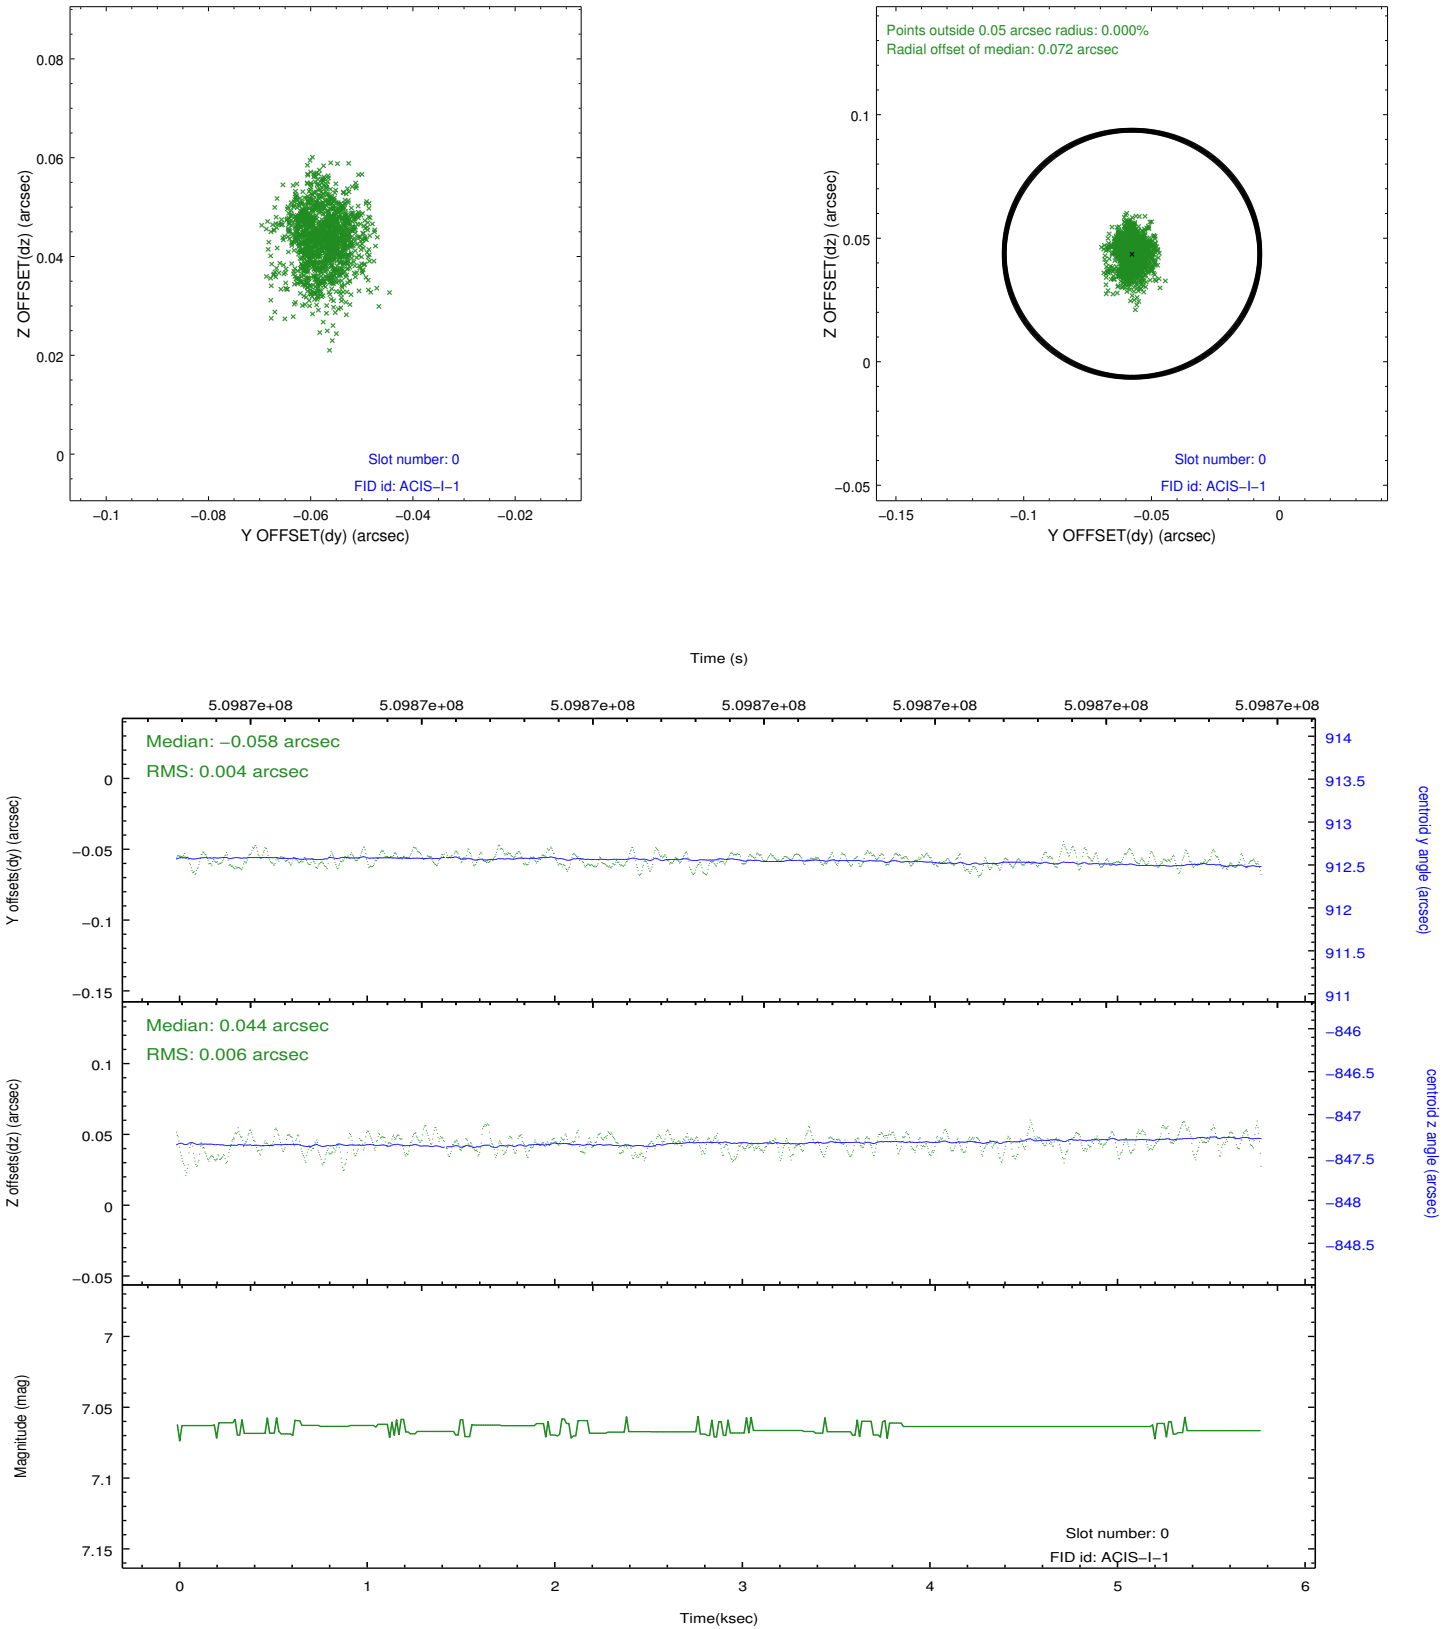 0.08
0.06
0.04
0.02
0
Z OFFSET(dz) (arcsec)
Slot number: 0
FID id: ACIS−I−1
−0.1 −0.08 −0.06 −0.04 −0.02
Y OFFSET(dy) (arcsec)
Points outside 0.05 arcsec radius: 0.000%
Radial offset of median: 0.072 arcsec
0.1
0.05
0
−0.05
Z OFFSET(dz) (arcsec)
Slot number: 0
FID id: ACIS−I−1
−0.15 −0.1 −0.05 0
Y OFFSET(dy) (arcsec)
Time (s)
5.0987e+08 5.0987e+08 5.0987e+08 5.0987e+08 5.0987e+08 5.0987e+08 5.0987e+08
Median: −0.058 arcsec
RMS: 0.004 arcsec
0
−0.05
−0.1
−0.15
Y offsets(dy) (arcsec)
914
913.5
913
912.5
912
911.5
911
centroid y angle (arcsec)
Median: 0.044 arcsec
RMS: 0.006 arcsec
0.1
0.05
0
−0.05
Z offsets(dz) (arcsec)
−846
−846.5
−847
−847.5
−848
−848.5
centroid z angle (arcsec)
7
7.05
7.1
7.15
Magnitude (mag)
Slot number: 0
FID id: ACIS−I−1
0 1 2 3 4 5 6
Time(ksec)